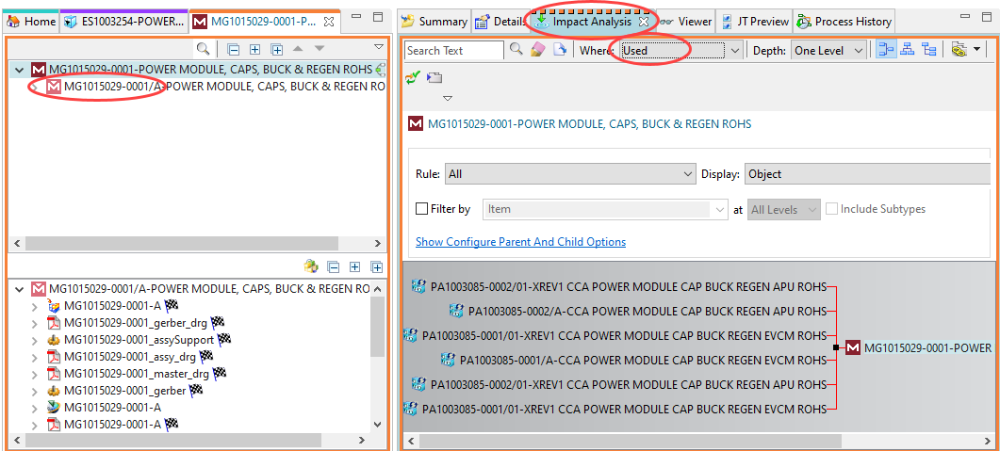 Home
ES1003254-POWER...
MG1015029-0001-P...
MG1015029-0001-POWER MODULE, CAPS, BUCK & REGEN ROHS
MG1015029-0001/A-POWER MODULE, CAPS, BUCK & REGEN RO
MG1015029-0001/A-POWER MODULE, CAPS, BUCK & REGEN RO
MG1015029-0001-A
MG1015029-0001_gerber_drg
MG1015029-0001_assySupport
MG1015029-0001_assy_drg
MG1015029-0001_master_drg
MG1015029-0001_gerber
MG1015029-0001-A
MG1015029-0001-A
Summary
Details
Impact Analysis
Viewer
JT Preview
Process History
Search Text
Where: Used
Depth: One Level
MG1015029-0001-POWER MODULE, CAPS, BUCK & REGEN ROHS
Rule: All
Display: Object
Filter by Item at All Levels Include Subtypes
Show Configure Parent And Child Options
PA1003085-0002/01-XREV1 CCA POWER MODULE CAP BUCK REGEN APU ROHS
PA1003085-0002/A-CCA POWER MODULE CAP BUCK REGEN APU ROHS
PA1003085-0001/01-XREV1 CCA POWER MODULE CAP BUCK REGEN EVCM ROHS
MG1015029-0001-POWER
PA1003085-0001/A-CCA POWER MODULE CAP BUCK REGEN EVCM ROHS
PA1003085-0002/01-XREV1 CCA POWER MODULE CAP BUCK REGEN APU ROHS
PA1003085-0001/01-XREV1 CCA POWER MODULE CAP BUCK REGEN EVCM ROHS